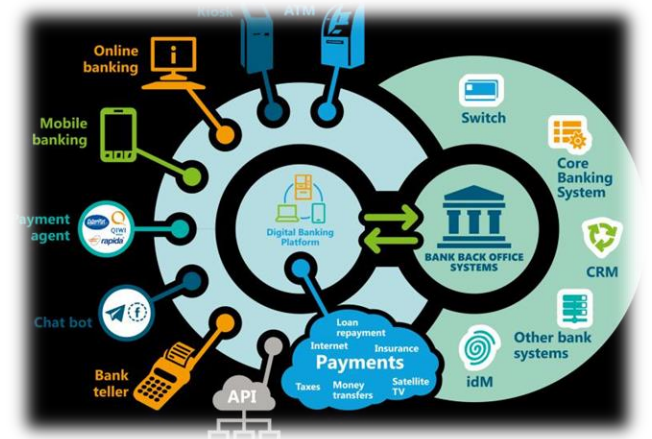 Kiosk
ATM
Online
banking
Mobile
banking
Payment
agent
QIWI
rapida
Chat bot
Bank
teller
API
Digital Banking
Platform
Loan
repayment
Internet
Insurance
Payments
Taxes
Money
transfers
Satellite
TV
BANK BACK OFFICE
SYSTEMS
Switch
Core
Banking
System
CRM
Other bank
systems
idM